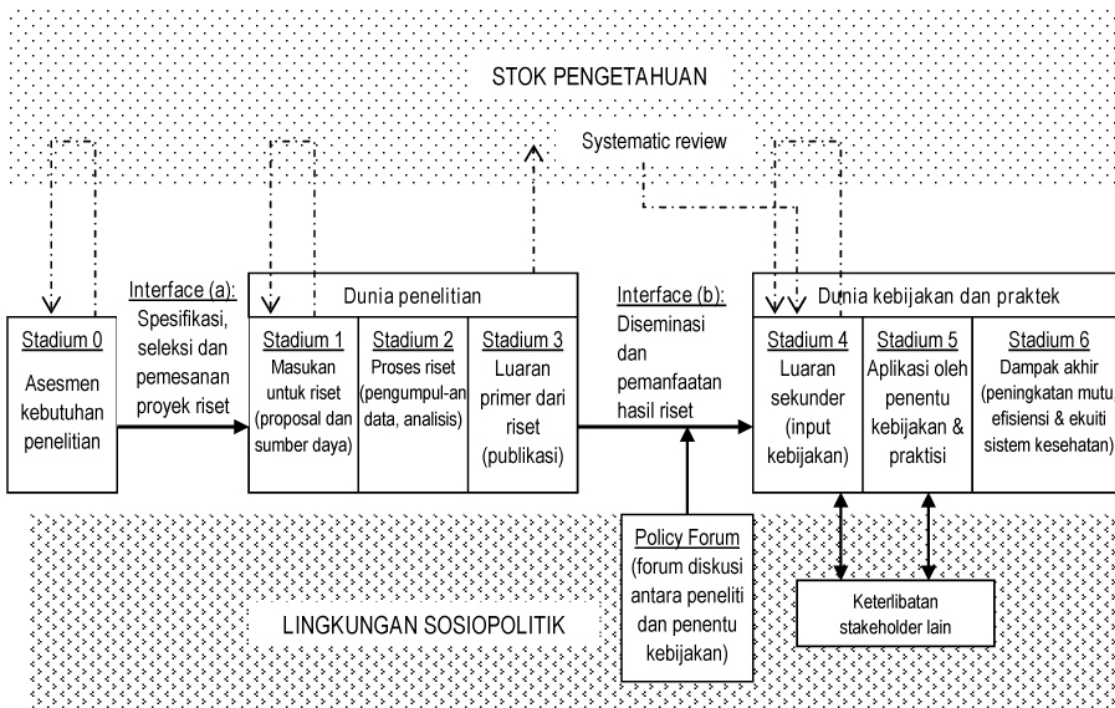 STOK PENGETAHUAN
Systematic review
Stadium 0
Asesmen
kebutuhan
penelitian
Interface (a):
Spesifikasi,
seleksi dan
pemesanan
proyek riset
Dunia penelitian
Stadium 1
Masukan
untuk riset
(proposal dan
sumber daya)
Stadium 2
Proses riset
(pengumpul-an
data, analisis)
Stadium 3
Luaran
primer dari
riset
(publikasi)
Interface (b):
Diseminasi
dan
pemanfaatan
hasil riset
Dunia kebijakan dan praktek
Stadium 4
Luaran
sekunder
(input
kebijakan)
Stadium 5
Aplikasi oleh
penentu
kebijakan &
praktisi
Stadium 6
Dampak akhir
(peningkatan mutu,
efisiensi & ekuiti
sistem kesehatan)
Policy Forum
(forum diskusi
antara peneliti
dan penentu
kebijakan)
Keterlibatan
stakeholder lain
LINGKUNGAN SOSIOPOLITIK